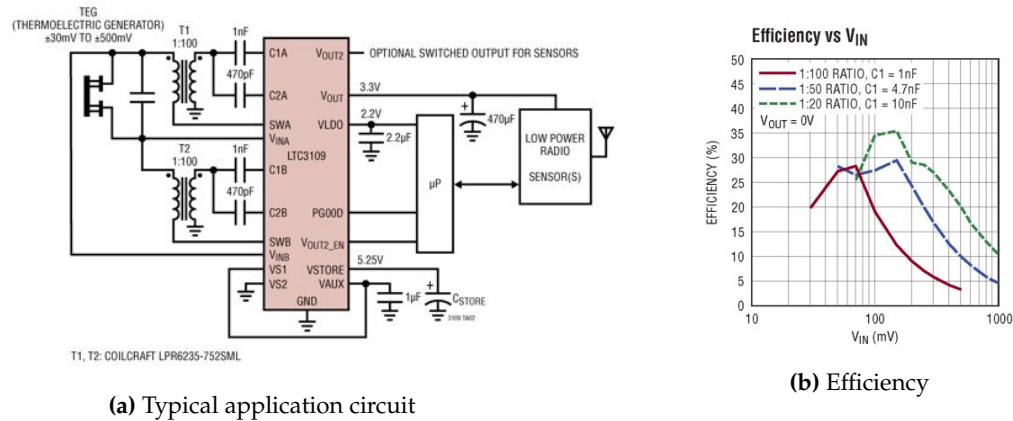 TEG
(THERMOELECTRIC GENERATOR)
±30mV TO ±500mV
T1
1:100
1nF
C1A
VOUT2
OPTIONAL SWITCHED OUTPUT FOR SENSORS
470pF
C2A
VOUT
3.3V
SWA
VLDO
2.2V
VINA
2.2µF
+
470µF
LTC3109
T2
1:100
1nF
C1B
µP
LOW POWER
RADIO
SENSOR(S)
470pF
C2B
PG00D
SWB
VOUT2_EN
VINB
VS1
VSTORE
5.25V
VS2
VAUX
GND
1µF
+
CSTORE
3109 TA02
T1, T2: COILCRAFT LPR6235-752SML
(a) Typical application circuit
Efficiency vs VIN
EFFICIENCY (%)
50
45
40
35
30
25
20
15
10
5
0
1:100 RATIO, C1 = 1nF
1:50 RATIO, C1 = 4.7nF
1:20 RATIO, C1 = 10nF
VOUT = 0V
10
100
1000
VIN (mV)
(b) Efficiency